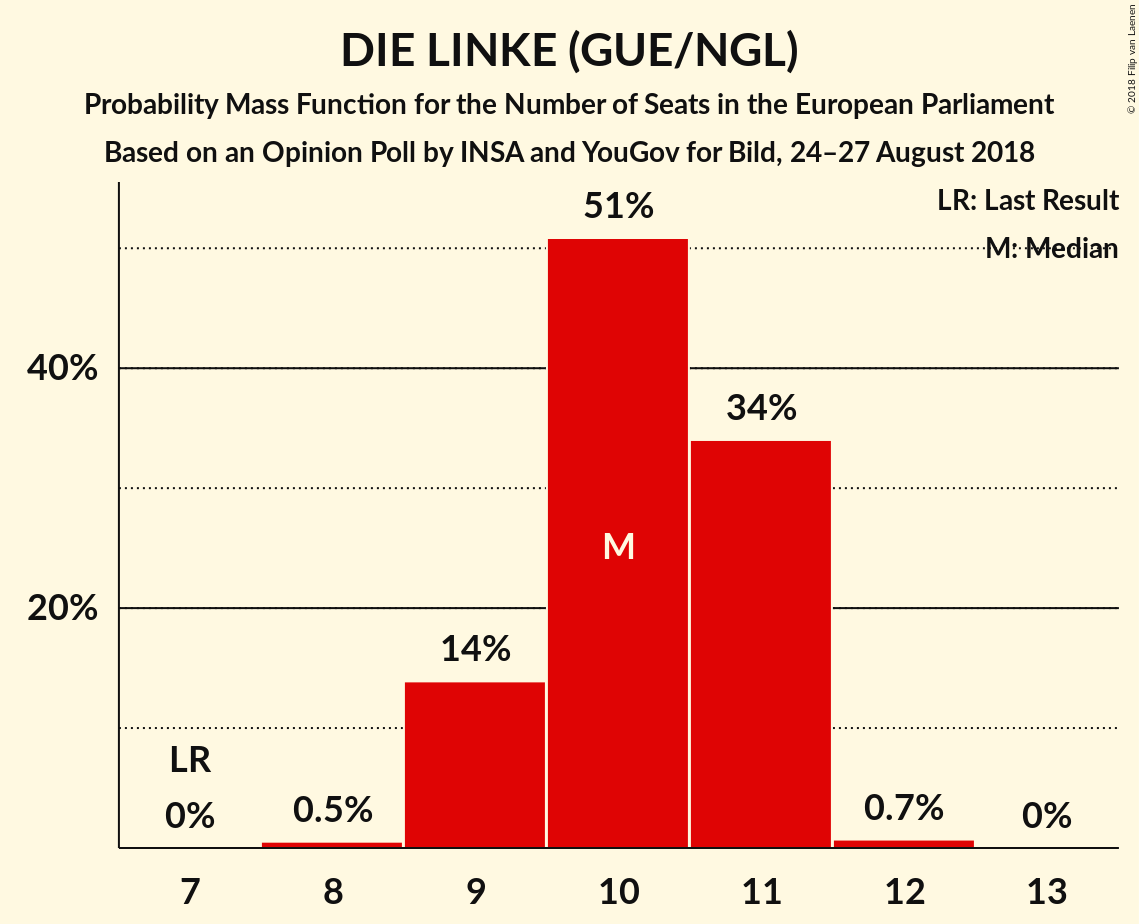 DIE LINKE (GUE/NGL)
Probability Mass Function for the Number of Seats in the European Parliament
Based on an Opinion Poll by INSA and YouGov for Bild, 24–27 August 2018
© 2018 Filip van Laenen
LR: Last Result
M: Median
51%
40%
34%
M
20%
14%
LR
0%
0.5%
0.7%
0%
7 8 9 10 11 12 13